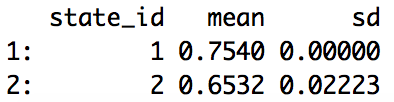 state_id mean sd
1: 1 0.7540 0.00000
2: 2 0.6532 0.02223